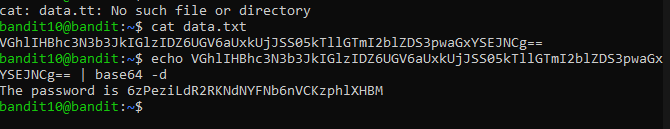 cat: data.tt: No such file or directory
bandit10@bandit:~$ cat data.txt
VGhlIHBhc3N3b3JkIGlzIDZ6UGV6aUxkUjJSS05kTllGTmI2blZDS3pwaGxYSEJNCg==
bandit10@bandit:~$ echo VGhlIHBhc3N3b3JkIGlzIDZ6UGV6aUxkUjJSS05kTllGTmI2blZDS3pwaGx
YSEJNCg== | base64 -d
The password is 6zPeziLdR2RKNdNYFNb6nVCKzphlXHBM
bandit10@bandit:~$